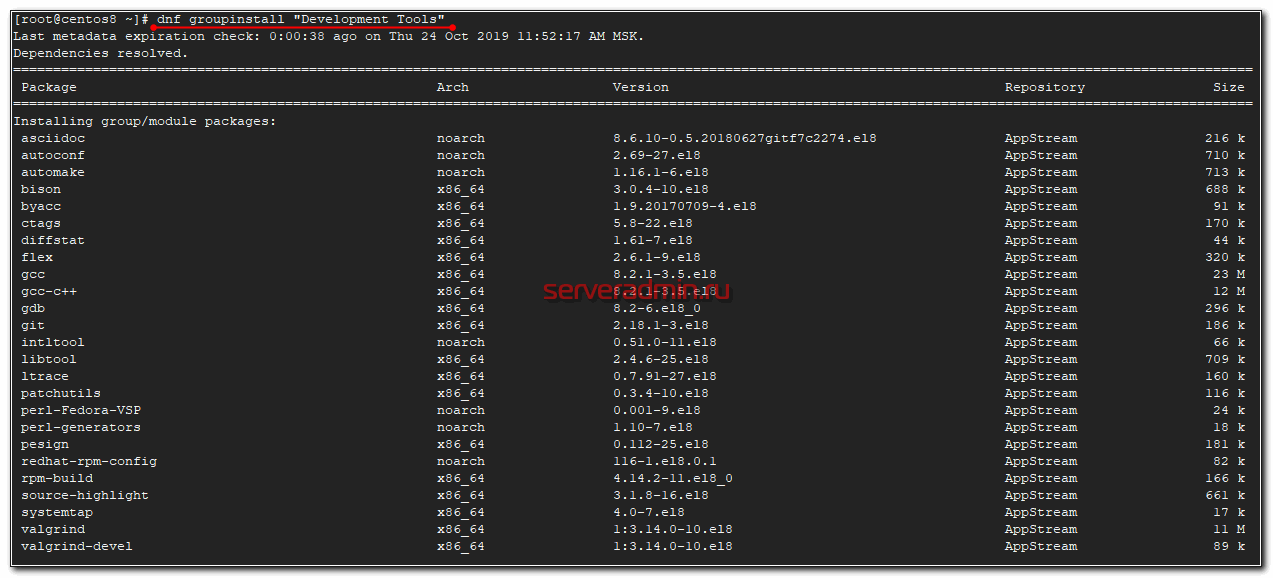 [root@centos8 ~]# dnf groupinstall "Development Tools"
Last metadata expiration check: 0:00:38 ago on Thu 24 Oct 2019 11:52:17 AM MSK.
Dependencies resolved.
================================================================================
Package Arch Version Repository Size
================================================================================
Installing group/module packages:
asciidoc noarch 8.6.10-0.5.20180627gitf7c2274.el8 AppStream 216 k
autoconf noarch 2.69-27.el8 AppStream 710 k
automake noarch 1.16.1-6.el8 AppStream 713 k
bison x86_64 3.0.4-10.el8 AppStream 688 k
byacc x86_64 1.9.20170709-4.el8 AppStream 91 k
ctags x86_64 5.8-22.el8 AppStream 170 k
diffstat x86_64 1.61-7.el8 AppStream 44 k
flex x86_64 2.6.1-9.el8 AppStream 320 k
gcc x86_64 8.2.1-3.5.el8 AppStream 23 M
gcc-c++ x86_64 8.2.1-3.5.el8 AppStream 12 M
serveradmin.ru
gdb x86_64 8.2-6.el8_0 AppStream 296 k
git x86_64 2.18.1-3.el8 AppStream 186 k
intltool noarch 0.51.0-11.el8 AppStream 66 k
libtool x86_64 2.4.6-25.el8 AppStream 709 k
ltrace x86_64 0.7.91-27.el8 AppStream 160 k
patchutils x86_64 0.3.4-10.el8 AppStream 116 k
perl-Fedora-VSP noarch 0.001-9.el8 AppStream 24 k
perl-generators noarch 1.10-7.el8 AppStream 18 k
pesign x86_64 0.112-25.el8 AppStream 181 k
redhat-rpm-config noarch 116-1.el8.0.1 AppStream 82 k
rpm-build x86_64 4.14.2-11.el8_0 AppStream 166 k
source-highlight x86_64 3.1.8-16.el8 AppStream 661 k
systemtap x86_64 4.0-7.el8 AppStream 17 k
valgrind x86_64 1:3.14.0-10.el8 AppStream 11 M
valgrind-devel x86_64 1:3.14.0-10.el8 AppStream 89 k